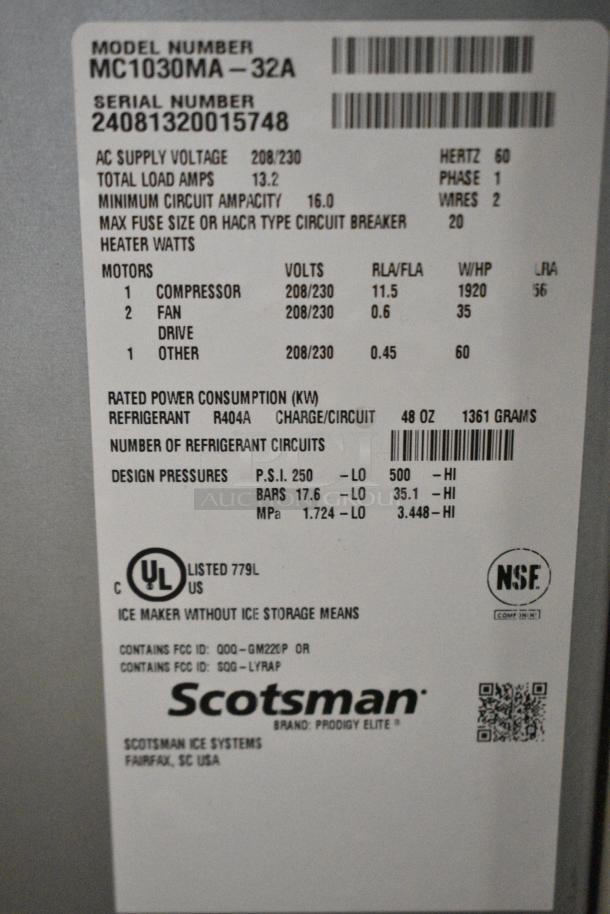 MODEL NUMBER
MC1030MA – 32A
SERIAL NUMBER
24081320015748
AC SUPPLY VOLTAGE 208/230 HERTZ 60
TOTAL LOAD AMPS 13.2 PHASE 1
MINIMUM CIRCUIT AMPACITY 16.0 WIRES 2
MAX FUSE SIZE OR HACR TYPE CIRCUIT BREAKER 20
HEATER WATTS
MOTORS VOLTS RLA/FLA W/HP LRA
1 COMPRESSOR 208/230 11.5 1920 56
2 FAN 208/230 0.6 35
DRIVE
1 OTHER 208/230 0.45 60
RATED POWER CONSUMPTION (KW)
REFRIGERANT R404A CHARGE/CIRCUIT 48 OZ 1361 GRAMS
NUMBER OF REFRIGERANT CIRCUITS
DESIGN PRESSURES P.S.I. 250 –LO 500 –HI
BARS 17.6 –LO 35.1 –HI
MPa 1.724 –LO 3.448–HI
AUCTION GROUP
C UL US LISTED 779L
NSF
ICE MAKER WITHOUT ICE STORAGE MEANS
CONTAINS FCC ID: QOQ–GM220P OR
CONTAINS FCC ID: SQG–LYRAP
Scotsman
BRAND: PRODIGY ELITE ®
SCOTSMAN ICE SYSTEMS
FAIRFAX, SC USA